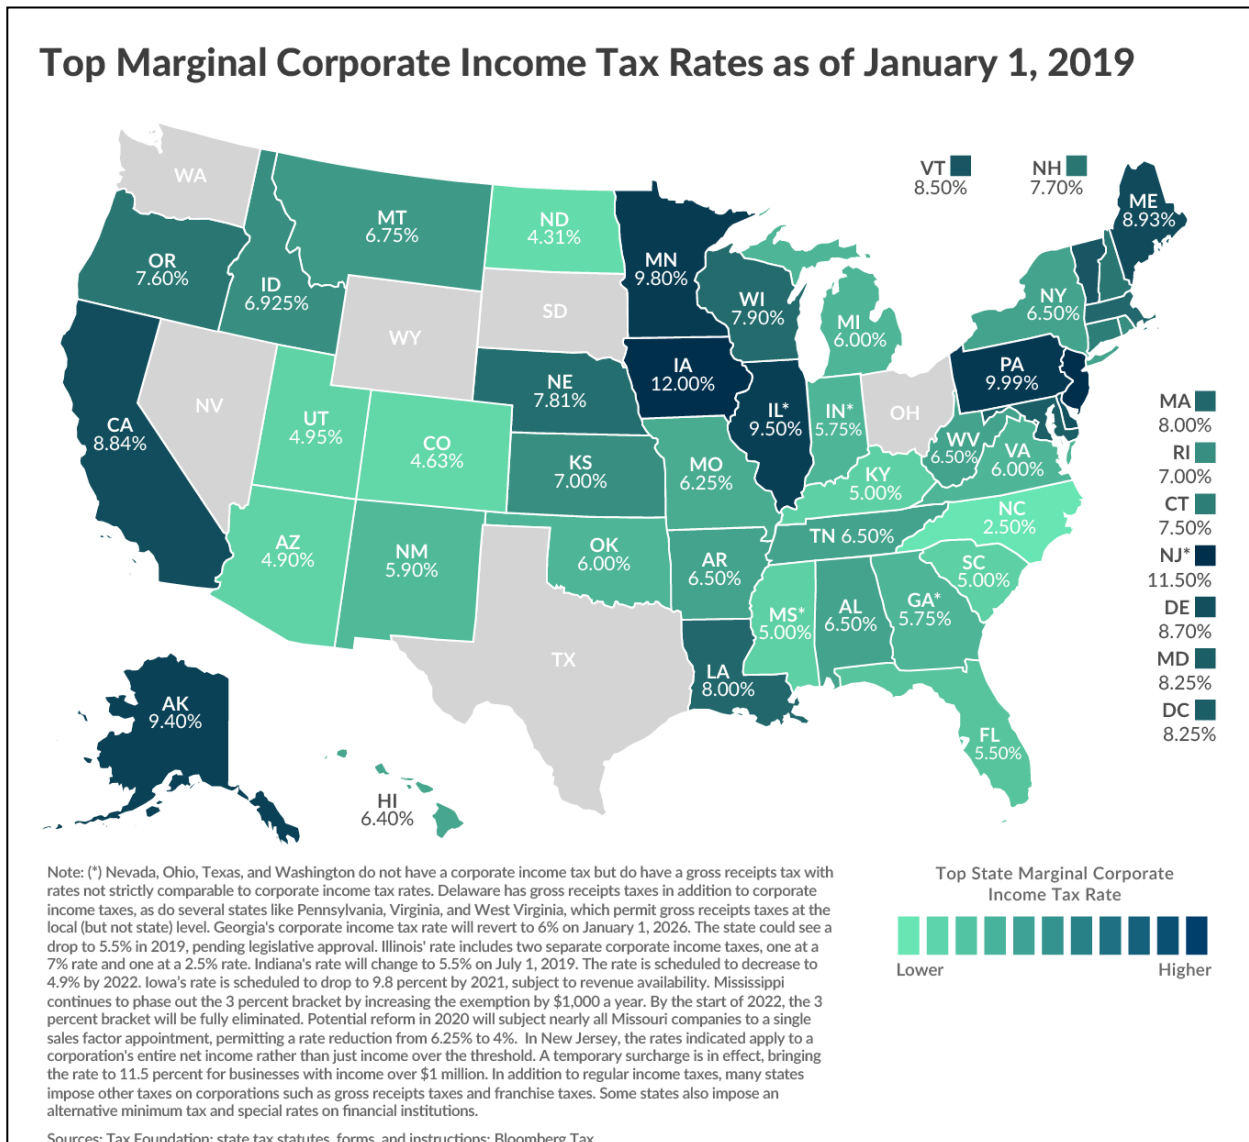 Top Marginal Corporate Income Tax Rates as of January 1, 2019
WA
OR
7.60%
ID
6.925%
MT
6.75%
ND
4.31%
MN
9.80%
WI
7.90%
MI
6.00%
VT
8.50%
NH
7.70%
ME
8.93%
NY
6.50%
SD
WY
NV
CA
8.84%
UT
4.95%
CO
4.63%
NE
7.81%
IA
12.00%
IL*
9.50%
IN*
5.75%
OH
PA
9.99%
WV
6.50%
VA
6.00%
KS
7.00%
MO
6.25%
KY
5.00%
NC
2.50%
TN 6.50%
SC
5.00%
AZ
4.90%
NM
5.90%
OK
6.00%
AR
6.50%
MS*
5.00%
AL
6.50%
GA*
5.75%
TX
LA
8.00%
FL
5.50%
AK
9.40%
HI
6.40%
MA
8.00%
RI
7.00%
CT
7.50%
NJ*
11.50%
DE
8.70%
MD
8.25%
DC
8.25%
Note: (*) Nevada, Ohio, Texas, and Washington do not have a corporate income tax but do have a gross receipts tax with
rates not strictly comparable to corporate income tax rates. Delaware has gross receipts taxes in addition to corporate
income taxes, as do several states like Pennsylvania, Virginia, and West Virginia, which permit gross receipts taxes at the
local (but not state) level. Georgia's corporate income tax rate will revert to 6% on January 1, 2026. The state could see a
drop to 5.5% in 2019, pending legislative approval. Illinois' rate includes two separate corporate income taxes, one at a
7% rate and one at a 2.5% rate. Indiana's rate will change to 5.5% on July 1, 2019. The rate is scheduled to decrease to
4.9% by 2022. Iowa's rate is scheduled to drop to 9.8 percent by 2021, subject to revenue availability. Mississippi
continues to phase out the 3 percent bracket by increasing the exemption by $1,000 a year. By the start of 2022, the 3
percent bracket will be fully eliminated. Potential reform in 2020 will subject nearly all Missouri companies to a single
sales factor appointment, permitting a rate reduction from 6.25% to 4%. In New Jersey, the rates indicated apply to a
corporation's entire net income rather than just income over the threshold. A temporary surcharge is in effect, bringing
the rate to 11.5 percent for businesses with income over $1 million. In addition to regular income taxes, many states
impose other taxes on corporations such as gross receipts taxes and franchise taxes. Some states also impose an
alternative minimum tax and special rates on financial institutions.
Sources: Tax Foundation; state tax statutes, forms, and instructions; Bloomberg Tax
Top State Marginal Corporate
Income Tax Rate
Lower
Higher